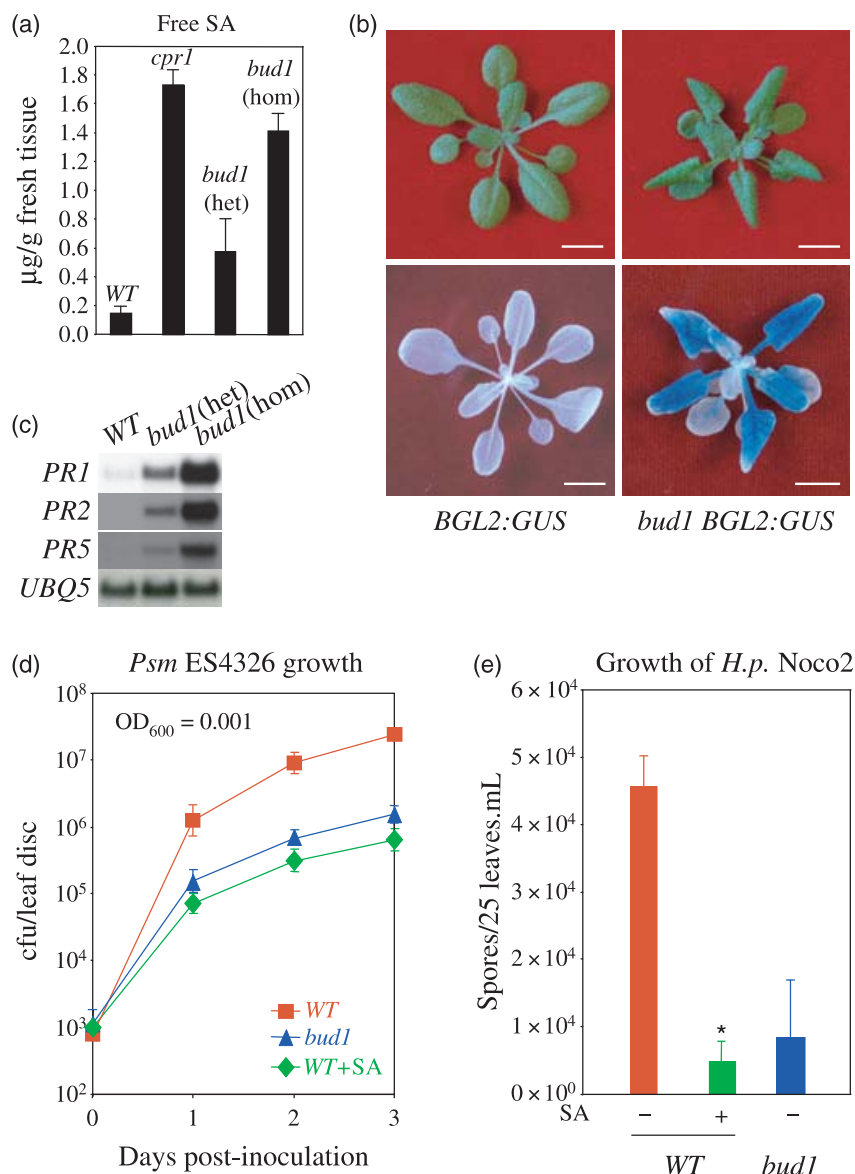 (a)
Free SA
2.0
1.8
1.6
1.4
1.2
1.0
0.8
0.6
0.4
0.2
0.0
µg/g fresh tissue
WT
cpr1
bud1
(het)
bud1
(hom)
(b)
BGL2:GUS
bud1 BGL2:GUS
(c)
WT
bud1(het)
bud1(hom)
PR1
PR2
PR5
UBQ5
(d)
Psm ES4326 growth
OD₆₀₀ = 0.001
10⁸
10⁷
10⁶
10⁵
10⁴
10³
10²
cfu/leaf disc
WT
bud1
WT+SA
0 1 2 3
Days post-inoculation
(e)
Growth of H.p. Noco2
6 × 10⁴
5 × 10⁴
4 × 10⁴
3 × 10⁴
2 × 10⁴
1 × 10⁴
0 × 10⁰
Spores/25 leaves.mL
*
SA − + −
WT bud1